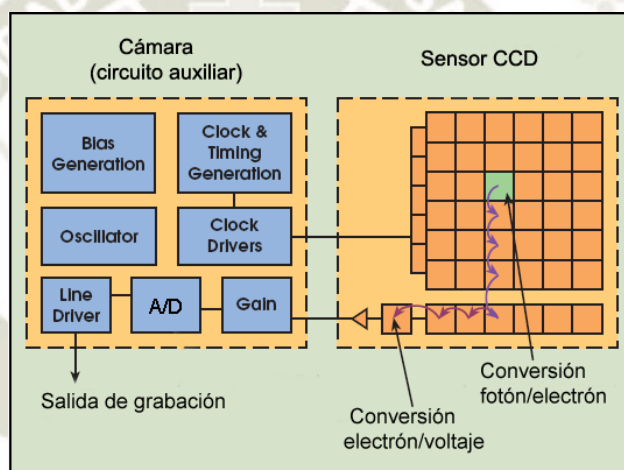 Cámara
(circuito auxiliar)
Sensor CCD
Bias
Generation
Clock &
Timing
Generation
Oscillator
Clock
Drivers
Line
Driver
A/D
Gain
Salida de grabación
Conversión
electrón/voltaje
Conversión
fotón/electrón